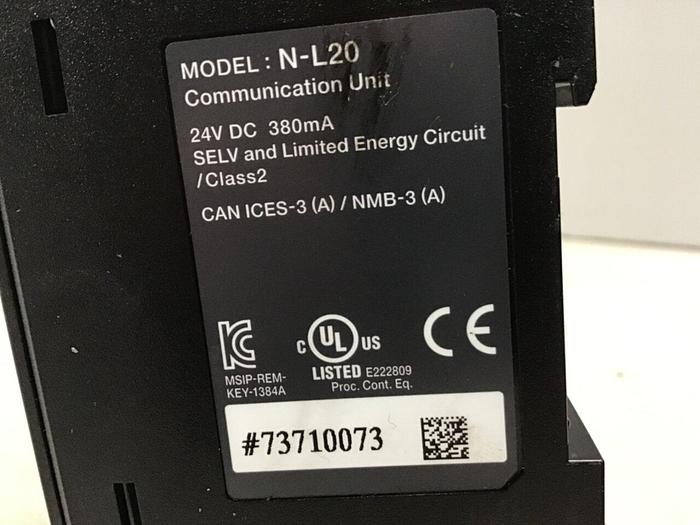 MODEL : N-L20
Communication Unit
24V DC 380mA
SELV and Limited Energy Circuit
/Class2
CAN ICES-3 (A) / NMB-3 (A)
C UL US
LISTED E222809
Proc. Cont. Eq.
CE
MSIP-REM-
KEY-1384A
#73710073